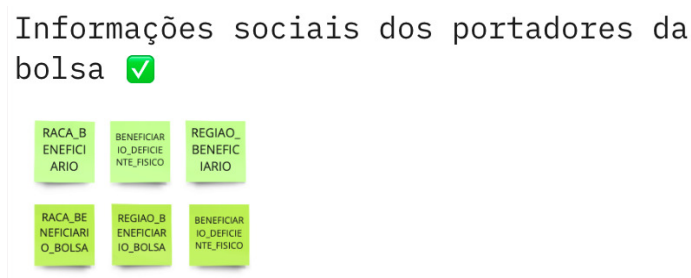 Informações sociais dos portadores da
bolsa ✅
RACA_B
ENEFICI
ARIO
BENEFICIAR
IO_DEFICIE
NTE_FISICO
REGIAO_
BENEFIC
IARIO
RACA_BE
NEFICIARI
O_BOLSA
REGIAO_B
ENEFICIAR
IO_BOLSA
BENEFICIAR
IO_DEFICIE
NTE_FISICO